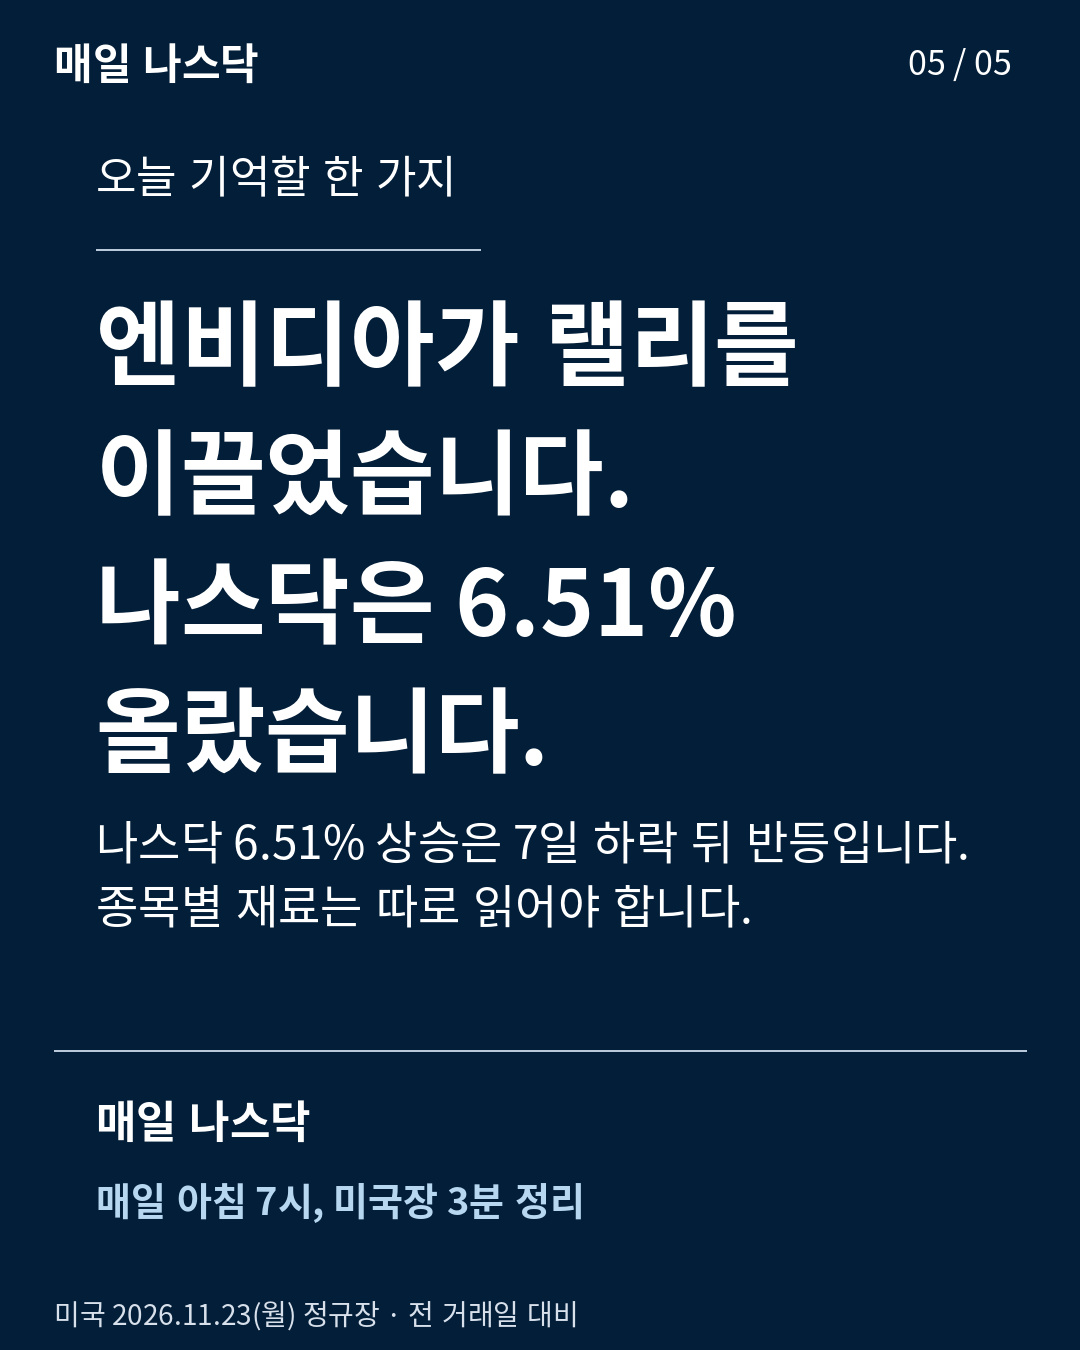 매일 나스닥
05 / 05
오늘 기억할 한 가지
엔비디아가 랠리를
이끌었습니다.
나스닥은 6.51%
올랐습니다.
나스닥 6.51% 상승은 7일 하락 뒤 반등입니다.
종목별 재료는 따로 읽어야 합니다.
매일 나스닥
매일 아침 7시, 미국장 3분 정리
미국 2026.11.23(월) 정규장 · 전 거래일 대비